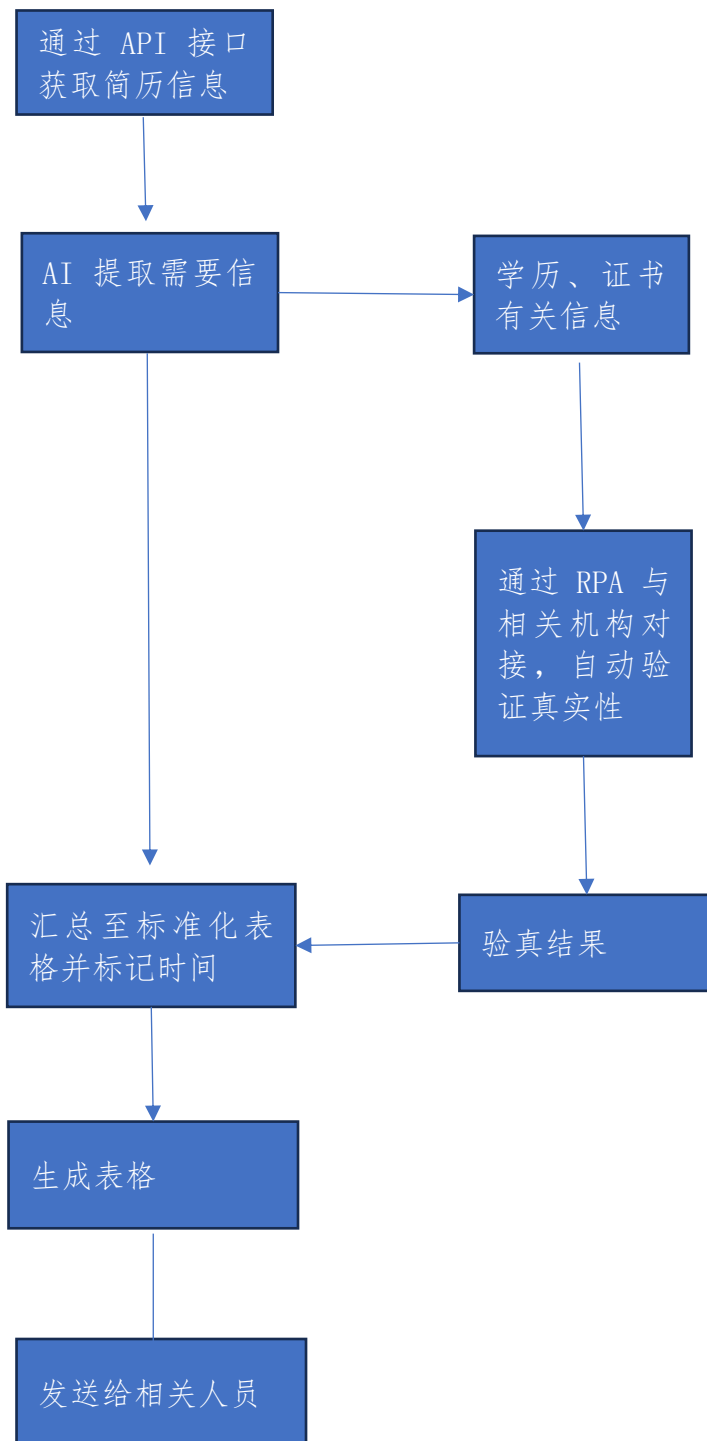 通过 API 接口
获取简历信息
AI 提取需要信
息
学历、证书
有关信息
通过 RPA 与
相关机构对
接，自动验
证真实性
汇总至标准化表
格并标记时间
验真结果
生成表格
发送给相关人员